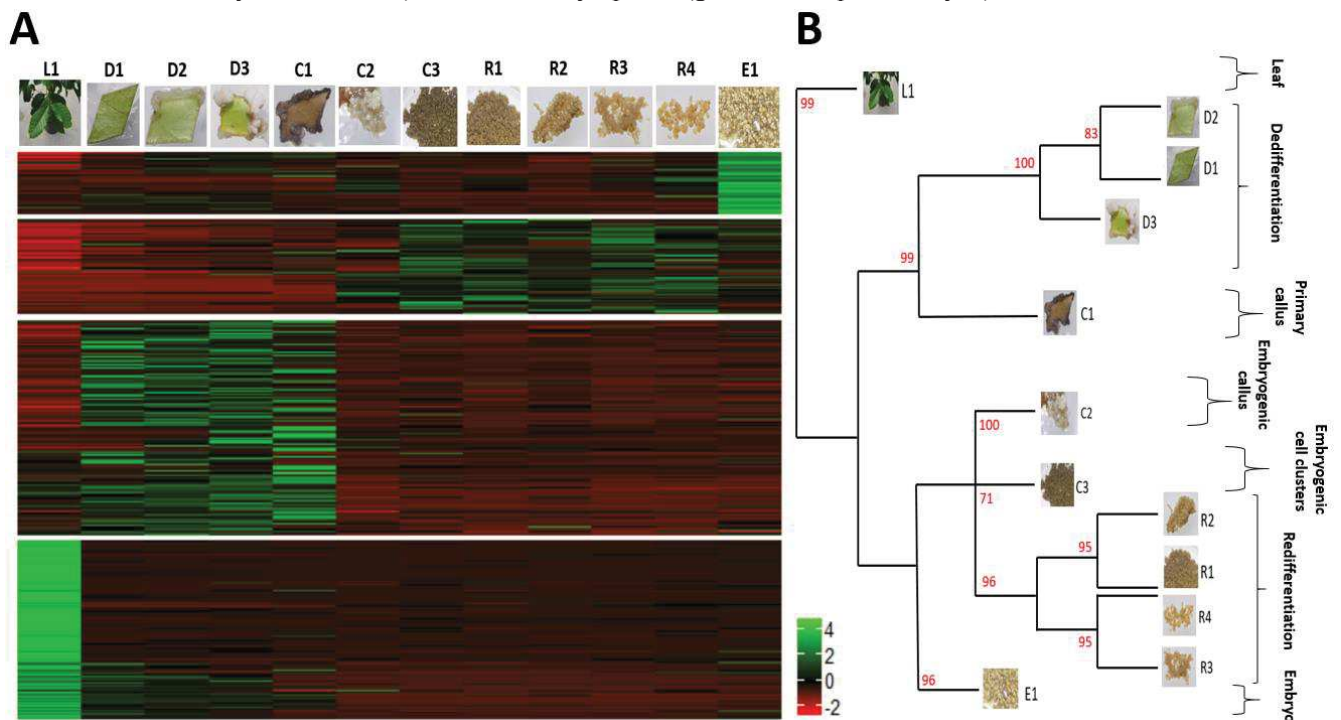 A
B
L1 D1 D2 D3 C1 C2 C3 R1 R2 R3 R4 E1
4
2
0
-2
99
L1
D2
83
D1
100
D3
99
C1
C2
100
C3
71
R2
95
R1
96
R4
95
R3
96
E1
Leaf
Dedifferentiation
Primary
callus
Embryogenic
callus
Embryogenic
cell clusters
Redifferentiation